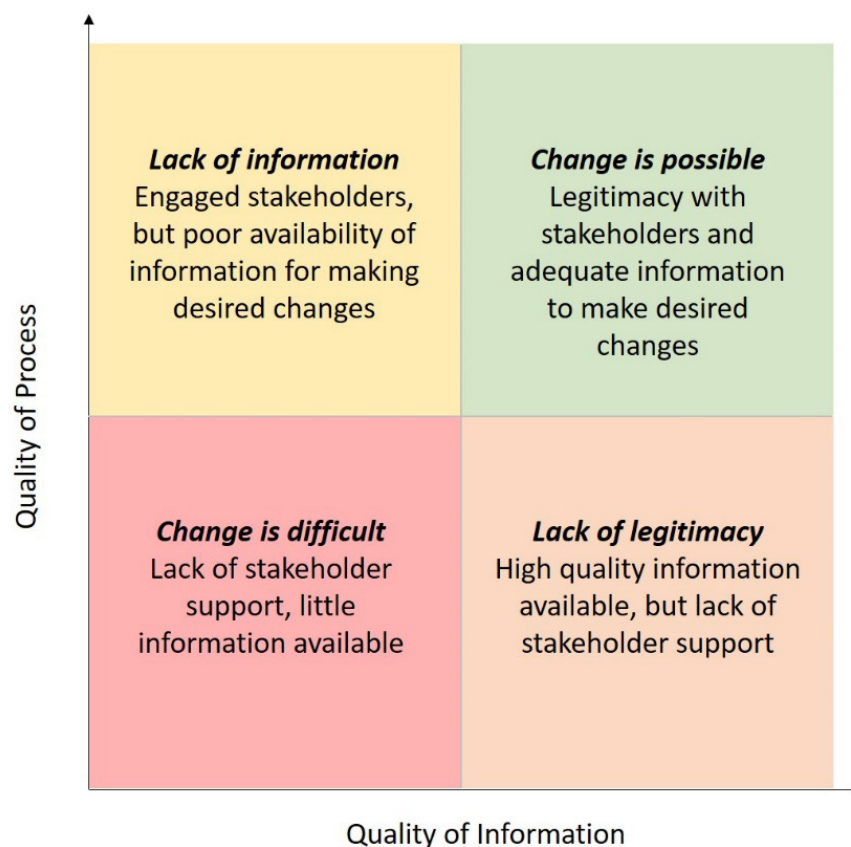 Quality of Process
Lack of information
Engaged stakeholders,
but poor availability of
information for making
desired changes
Change is possible
Legitimacy with
stakeholders and
adequate information
to make desired
changes
Change is difficult
Lack of stakeholder
support, little
information available
Lack of legitimacy
High quality information
available, but lack of
stakeholder support
Quality of Information